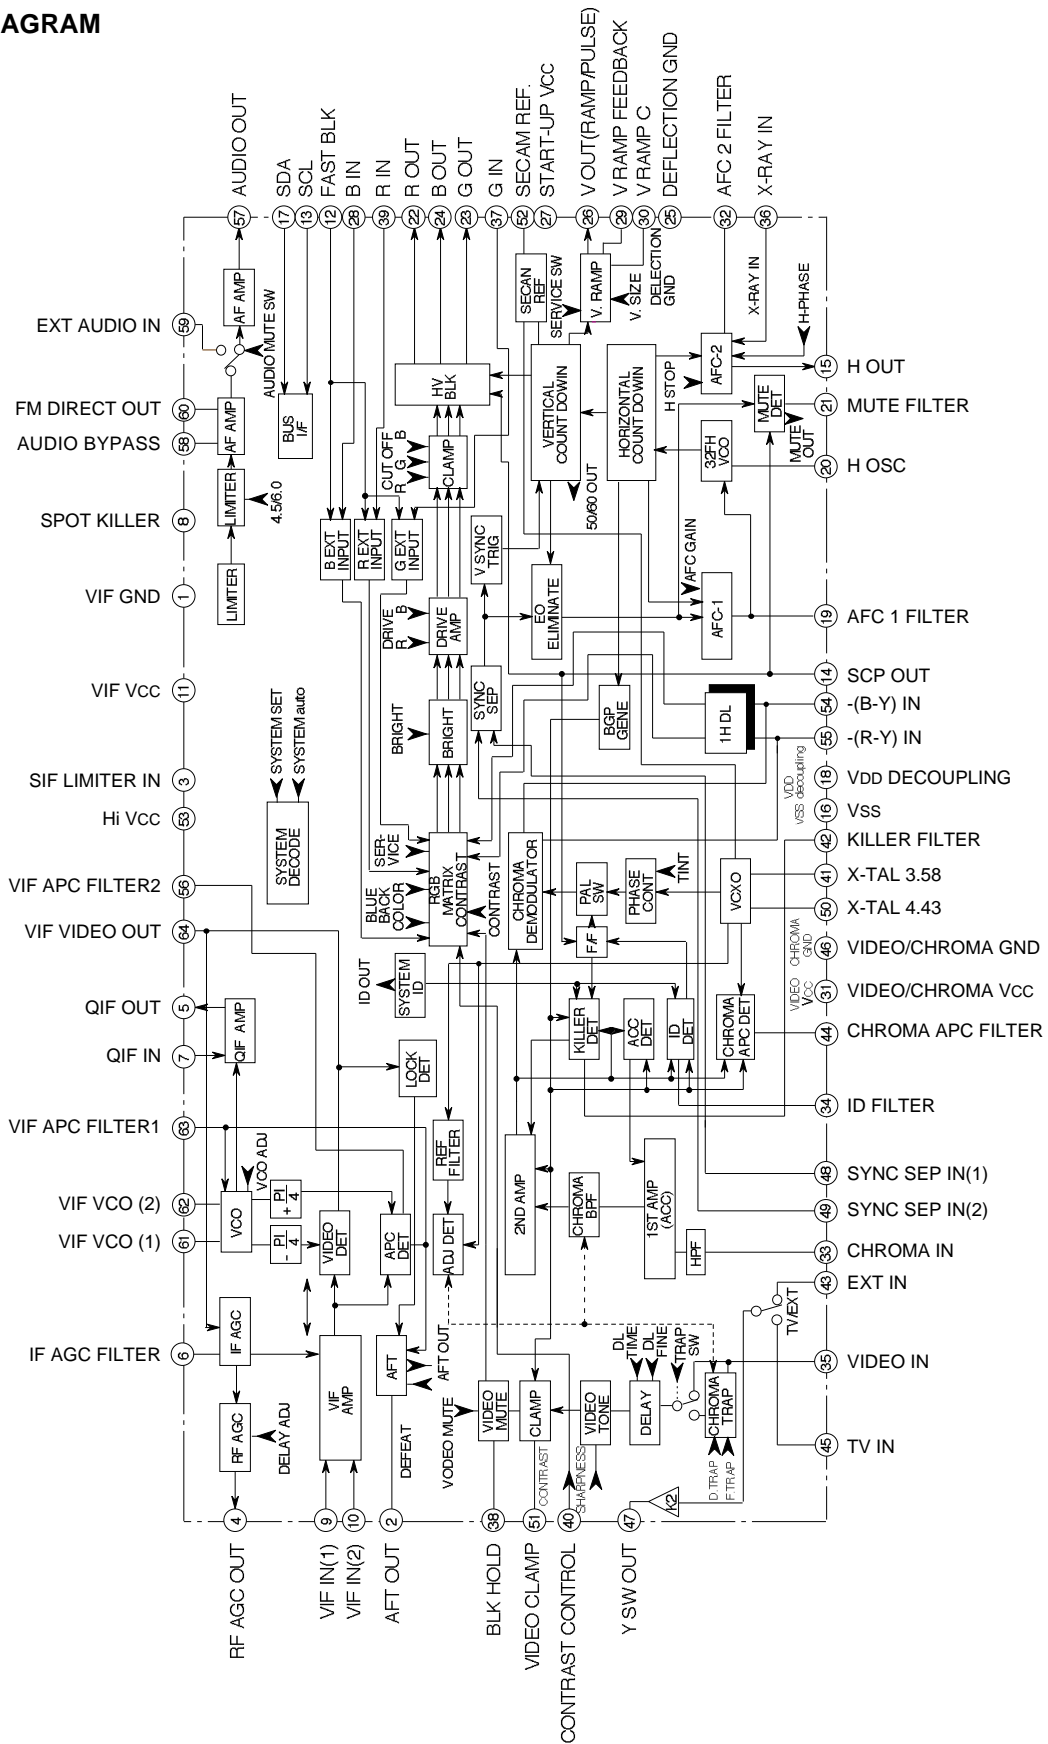 AGRAM
AUDIO OUT
SDA
SCL
FAST BLK
B IN
R IN
R OUT
B OUT
G OUT
G IN
SECAM REF.
START-UP VCC
V OUT(RAMP/PULSE)
V RAMP FEEDBACK
V RAMP C
DEFLECTION GND
AFC 2 FILTER
X-RAY IN
57
17
13
12
28
39
22
24
23
37
52
27
26
29
30
25
32
36
EXT AUDIO IN
59
FM DIRECT OUT
60
AUDIO BYPASS
58
SPOT KILLER
8
VIF GND
1
VIF VCC
11
SIF LIMITER IN
3
Hi VCC
53
VIF APC FILTER2
56
VIF VIDEO OUT
64
QIF OUT
5
QIF IN
7
VIF APC FILTER1
63
VIF VCO (2)
62
VIF VCO (1)
61
IF AGC FILTER
6
15
H OUT
21
MUTE FILTER
20
H OSC
19
AFC 1 FILTER
14
SCP OUT
54
-(B-Y) IN
55
-(R-Y) IN
18
VDD DECOUPLING
16
VSS
42
KILLER FILTER
41
X-TAL 3.58
50
X-TAL 4.43
46
VIDEO/CHROMA GND
31
VIDEO/CHROMA VCC
44
CHROMA APC FILTER
34
ID FILTER
48
SYNC SEP IN(1)
49
SYNC SEP IN(2)
33
CHROMA IN
43
EXT IN
35
VIDEO IN
45
TV IN
AF AMP
AUDIO MUTE SW
AF AMP
LIMITER
4.5/6.0
LIMITER
BUS
I/F
HV
BLK
CUT OFF
R G B
CLAMP
B EXT
INPUT
R EXT
INPUT
G EXT
INPUT
DRIVE
R B
DRIVE
AMP
BRIGHT
BRIGHT
V SYNC
TRIG
SYNC
SEP
SECAN
REF
SERVICE SW
V. RAMP
V. SIZE
DELECTION
GND
VERTICAL
COUNT DOWIN
50/60 OUT
HORIZONTAL
COUNT DOWN
EO
ELIMINATE
H STOP
AFC-2
X-RAY IN
H-PHASE
MUTE
DET
MUTE
OUT
32FH
VCO
AFC GAIN
AFC-1
BGP
GENE
1H DL
VDD
VSS decoupling
SYSTEM SET
SYSTEM auto
SYSTEM
DECODE
SER-
VICE
BLUE
BACK
COLOR
RGB
MATRIX
CONTRAST
CONTRAST
CHROMA
DEMODULATOR
PAL
SW
PHASE
CONT
TINT
VCXO
F/F
CHROMA
GND
VIDEO
VCC
ID OUT
SYSTEM
ID
KILLER
DET
ACC
DET
ID
DET
CHROMA
APC DET
QIF AMP
LOCK
DET
REF
FILTER
VCO ADJ
VCO
PI
+ 4
PI
- 4
VIDEO
DET
APC
DET
ADJ DET
2ND AMP
CHROMA
BPF
1ST AMP
(ACC)
HPF
IF AGC
RF AGC
DELAY ADJ
VIF
AMP
AFT
AFT OUT
DEFEAT
VODEO MUTE
VIDEO
MUTE
CLAMP
CONTRAST
VIDEO
TONE
SHARPNESS
DL
TIME
DL
FINE
DELAY
TRAP
SW
CHROMA
TRAP
D.TRAP
F.TRAP
TV/EXT
K2
4
9
10
2
38
51
40
47
RF AGC OUT
VIF IN(1)
VIF IN(2)
AFT OUT
BLK HOLD
VIDEO CLAMP
CONTRAST CONTROL
Y SW OUT